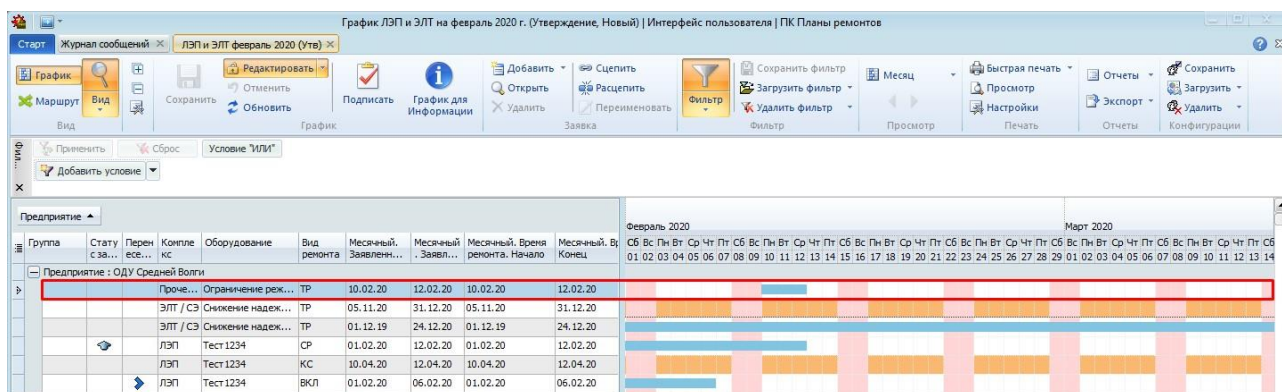 График ЛЭП и ЭЛТ на февраль 2020 г. (Утверждение, Новый) | Интерфейс пользователя | ПК Планы ремонтов
Старт Журнал сообщений ЛЭП и ЭЛТ февраль 2020 (Утв)
График Редактировать Добавить Сцепить Сохранить фильтр Месяц Быстрая печать Отчеты Сохранить
Отменить Открыть Расцепить Загрузить фильтр Просмотр Загрузить
Маршрут Вид Сохранить Обновить Подписать График для Информации Удалить Переименовать Фильтр Удалить фильтр Настройки Экспорт Удалить
Вид График Заявка Фильтр Просмотр Печать Отчеты Конфигурации
Фил... Применить Сброс Условие "ИЛИ"
Добавить условие
Предприятие
Февраль 2020 Март 2020
Группа Стату с за... Перен есе... Компле кс Оборудование Вид ремонта Месячный. Заявленн... Месячный . Заявл... Месячный. Время ремонта. Начало Месячный. Вр Конец
Сб Вс Пн Вт Ср Чт Пт Сб Вс Пн Вт Ср Чт Пт Сб Вс Пн Вт Ср Чт Пт Сб Вс Пн Вт Ср Чт Пт Сб Вс Пн Вт Ср Чт Пт Сб Вс Пн Вт Ср Чт Пт Сб
01 02 03 04 05 06 07 08 09 10 11 12 13 14 15 16 17 18 19 20 21 22 23 24 25 26 27 28 29 01 02 03 04 05 06 07 08 09 10 11 12 13 14
Предприятие : ОДУ Средней Волги
Проче... Ограничение реж... ТР 10.02.20 12.02.20 10.02.20 12.02.20
ЭЛТ / СЭ Снижение надеж... ТР 05.11.20 31.12.20 05.11.20 31.12.20
ЭЛТ / СЭ Снижение надеж... ТР 01.12.19 24.12.20 01.12.19 24.12.20
ЛЭП Тест1234 СР 01.02.20 12.02.20 01.02.20 12.02.20
ЛЭП Тест1234 КС 10.04.20 12.04.20 10.04.20 12.04.20
ЛЭП Тест1234 ВКЛ 01.02.20 06.02.20 01.02.20 06.02.20